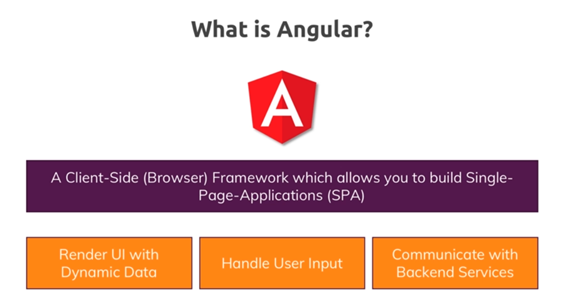 What is Angular?
A
A Client-Side (Browser) Framework which allows you to build Single-
Page-Applications (SPA)
Render UI with
Dynamic Data
Handle User Input
Communicate with
Backend Services